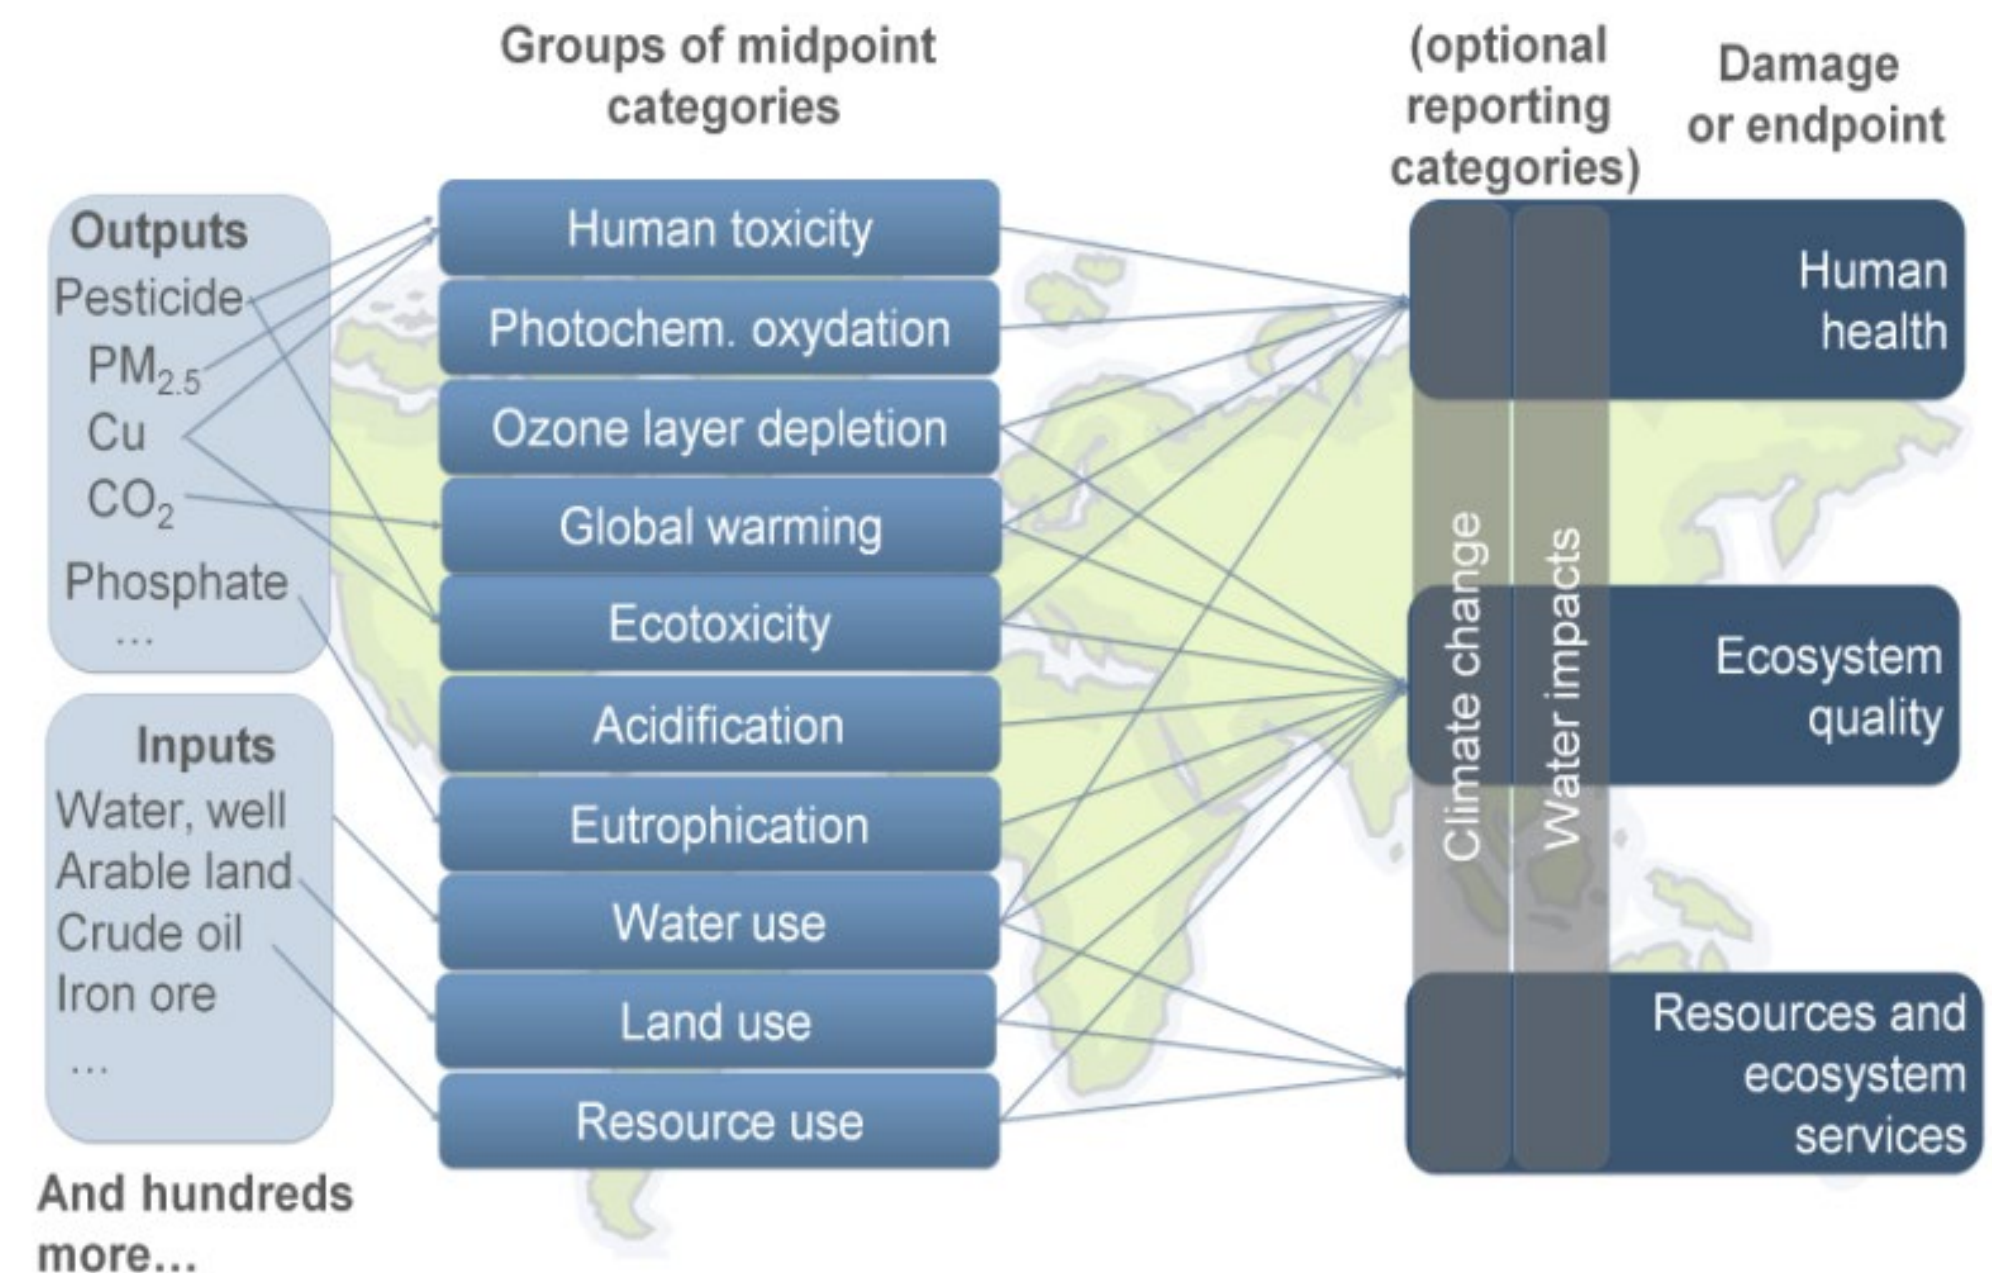 Groups of midpoint
categories
(optional
reporting
categories)
Damage
or endpoint
Outputs
Pesticide
PM2.5
Cu
CO2
Phosphate
...
Inputs
Water, well
Arable land
Crude oil
Iron ore
...
And hundreds
more...
Human toxicity
Photochem. oxydation
Ozone layer depletion
Global warming
Ecotoxicity
Acidification
Eutrophication
Water use
Land use
Resource use
Climate change
Water impacts
Human
health
Ecosystem
quality
Resources and
ecosystem
services